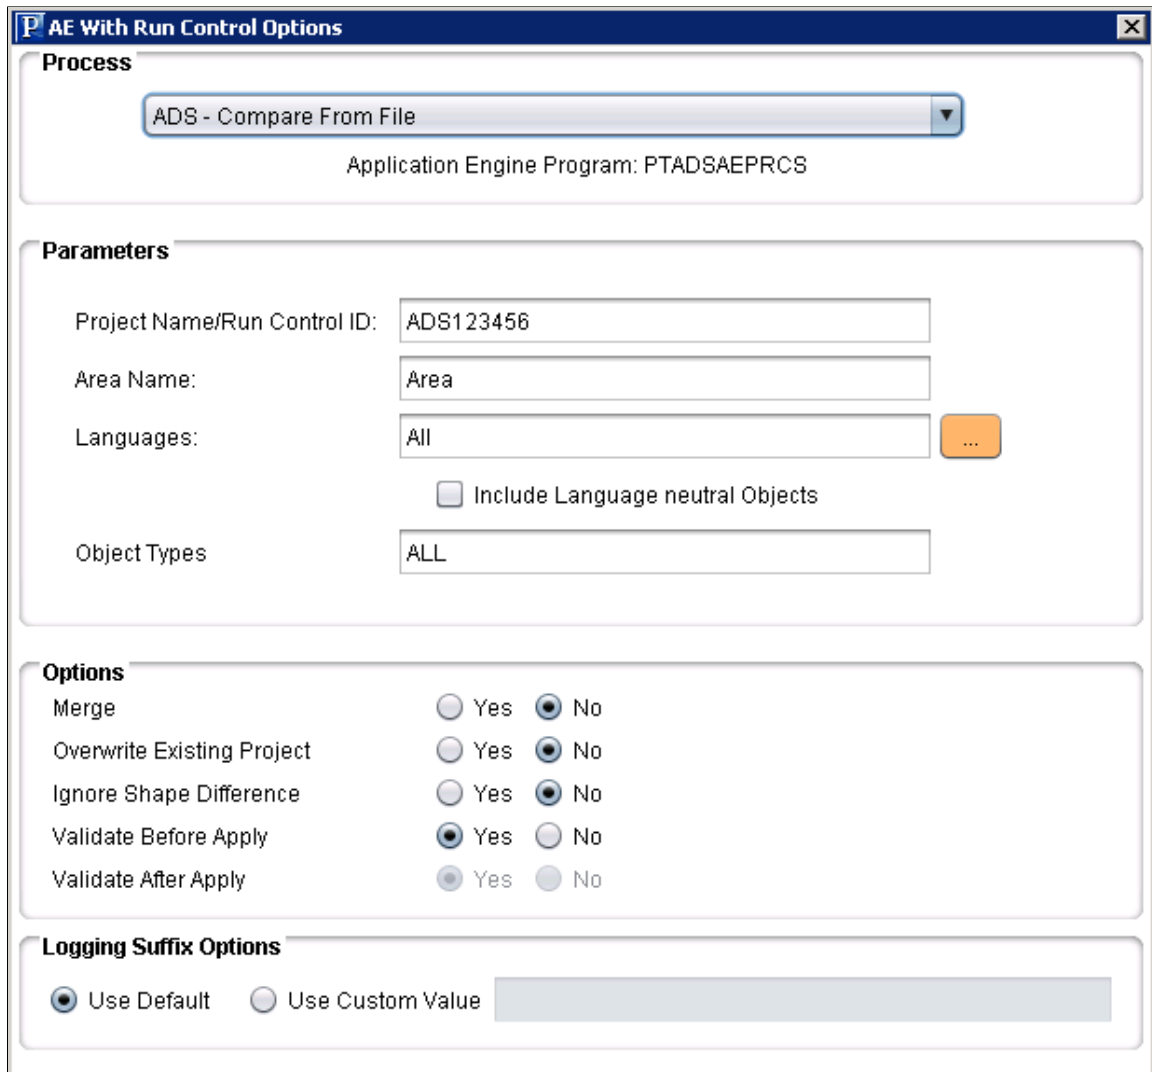 P AE With Run Control Options
Process
ADS - Compare From File
Application Engine Program: PTADSAEPRCS
Parameters
Project Name/Run Control ID: ADS123456
Area Name: Area
Languages: All ...
Include Language neutral Objects
Object Types ALL
Options
Merge Yes No
Overwrite Existing Project Yes No
Ignore Shape Difference Yes No
Validate Before Apply Yes No
Validate After Apply Yes No
Logging Suffix Options
Use Default Use Custom Value